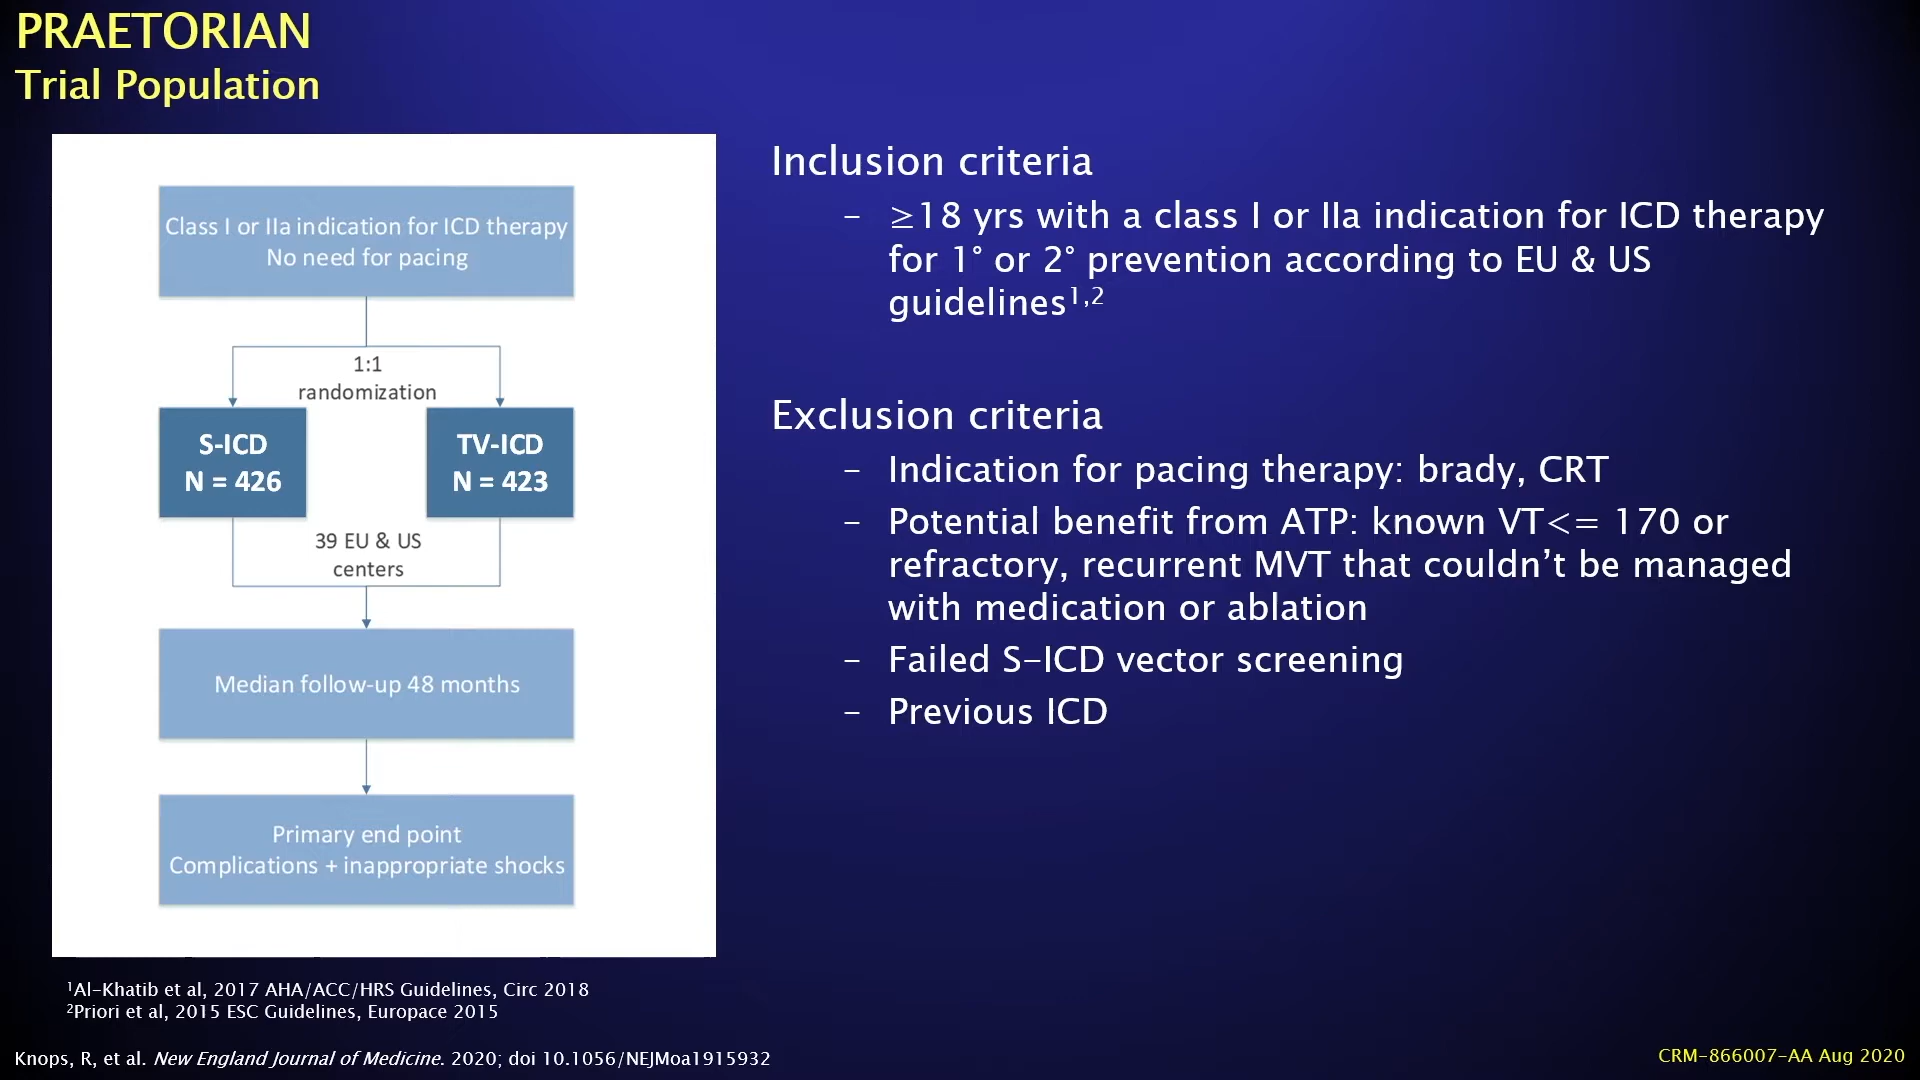 PRAETORIAN
Trial Population
Class I or IIa indication for ICD therapy
No need for pacing
1:1
randomization
S-ICD
N = 426
TV-ICD
N = 423
39 EU & US
centers
Median follow-up 48 months
Primary end point
Complications + inappropriate shocks
Inclusion criteria
– ≥18 yrs with a class I or IIa indication for ICD therapy
for 1° or 2° prevention according to EU & US
guidelines¹,²
Exclusion criteria
– Indication for pacing therapy: brady, CRT
– Potential benefit from ATP: known VT<= 170 or
refractory, recurrent MVT that couldn’t be managed
with medication or ablation
– Failed S-ICD vector screening
– Previous ICD
¹Al-Khatib et al, 2017 AHA/ACC/HRS Guidelines, Circ 2018
²Priori et al, 2015 ESC Guidelines, Europace 2015
Knops, R, et al. New England Journal of Medicine. 2020; doi 10.1056/NEJMoa1915932
CRM-866007-AA Aug 2020